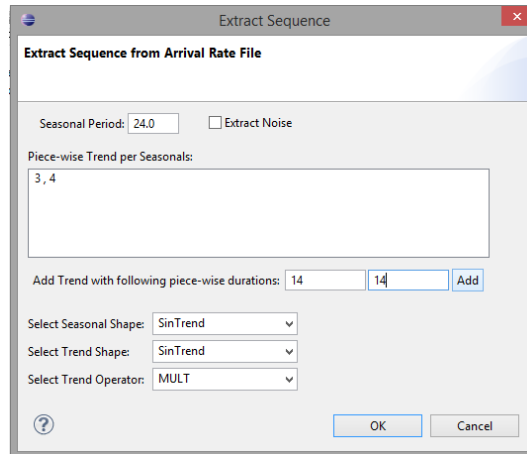 Extract Sequence
Extract Sequence from Arrival Rate File
Seasonal Period: 24.0 Extract Noise
Piece-wise Trend per Seasonals:
3 , 4
Add Trend with following piece-wise durations: 14 14 Add
Select Seasonal Shape: SinTrend
Select Trend Shape: SinTrend
Select Trend Operator: MULT
? OK Cancel